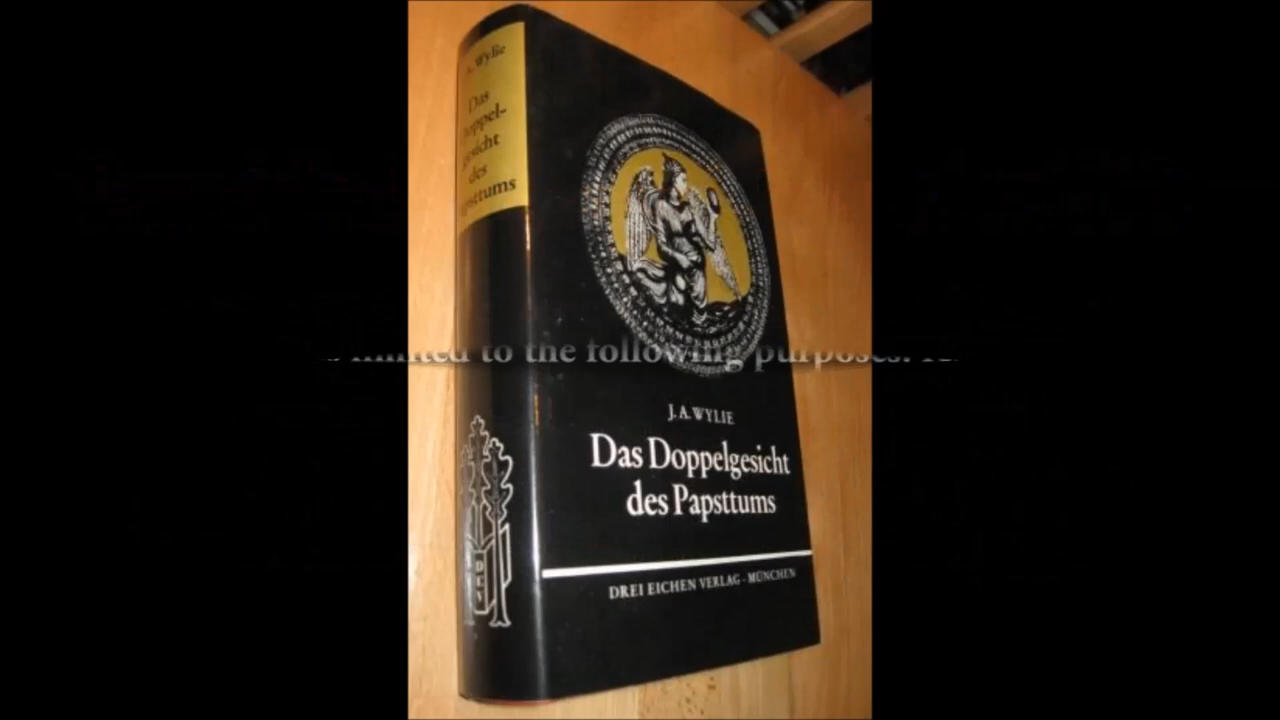 Wylie
Das
Doppel-
gesicht
des
limited to the following purposes:
J. A. WYLIE
Das Doppelgesicht
des Papsttums
DREI EICHEN VERLAG - MÜNCHEN
D
E
V